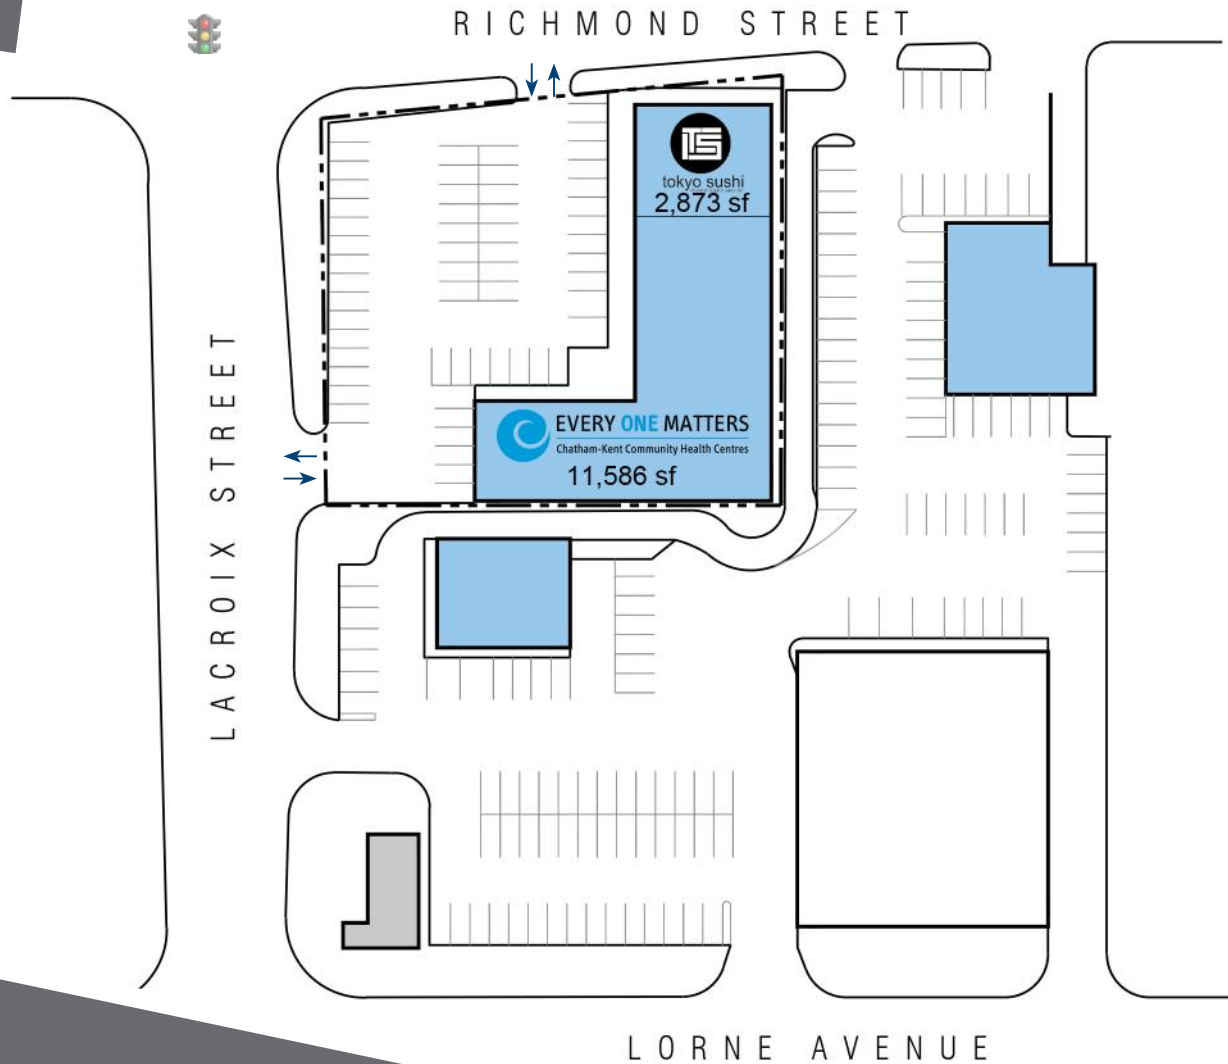 RICHMOND STREET
TS
tokyo sushi
2,873 sf
LACROIX STREET
EVERY ONE MATTERS
Chatham-Kent Community Health Centres
11,586 sf
LORNE AVENUE